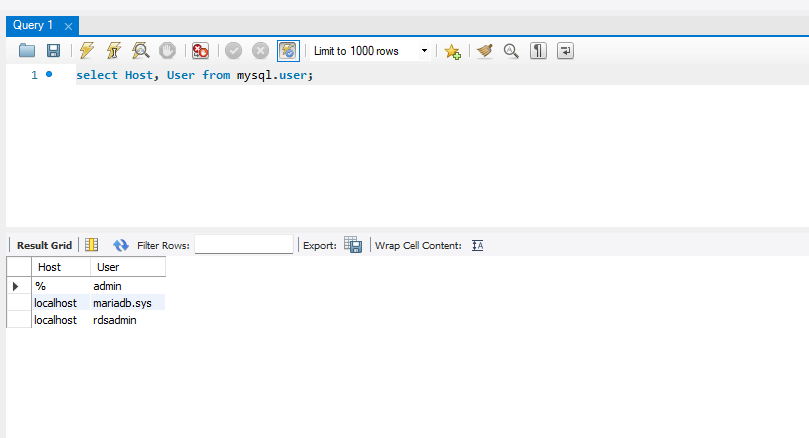 Query 1
Limit to 1000 rows
1 select Host, User from mysql.user;
Result Grid Filter Rows: Export: Wrap Cell Content:
Host User
% admin
localhost mariadb.sys
localhost rdsadmin